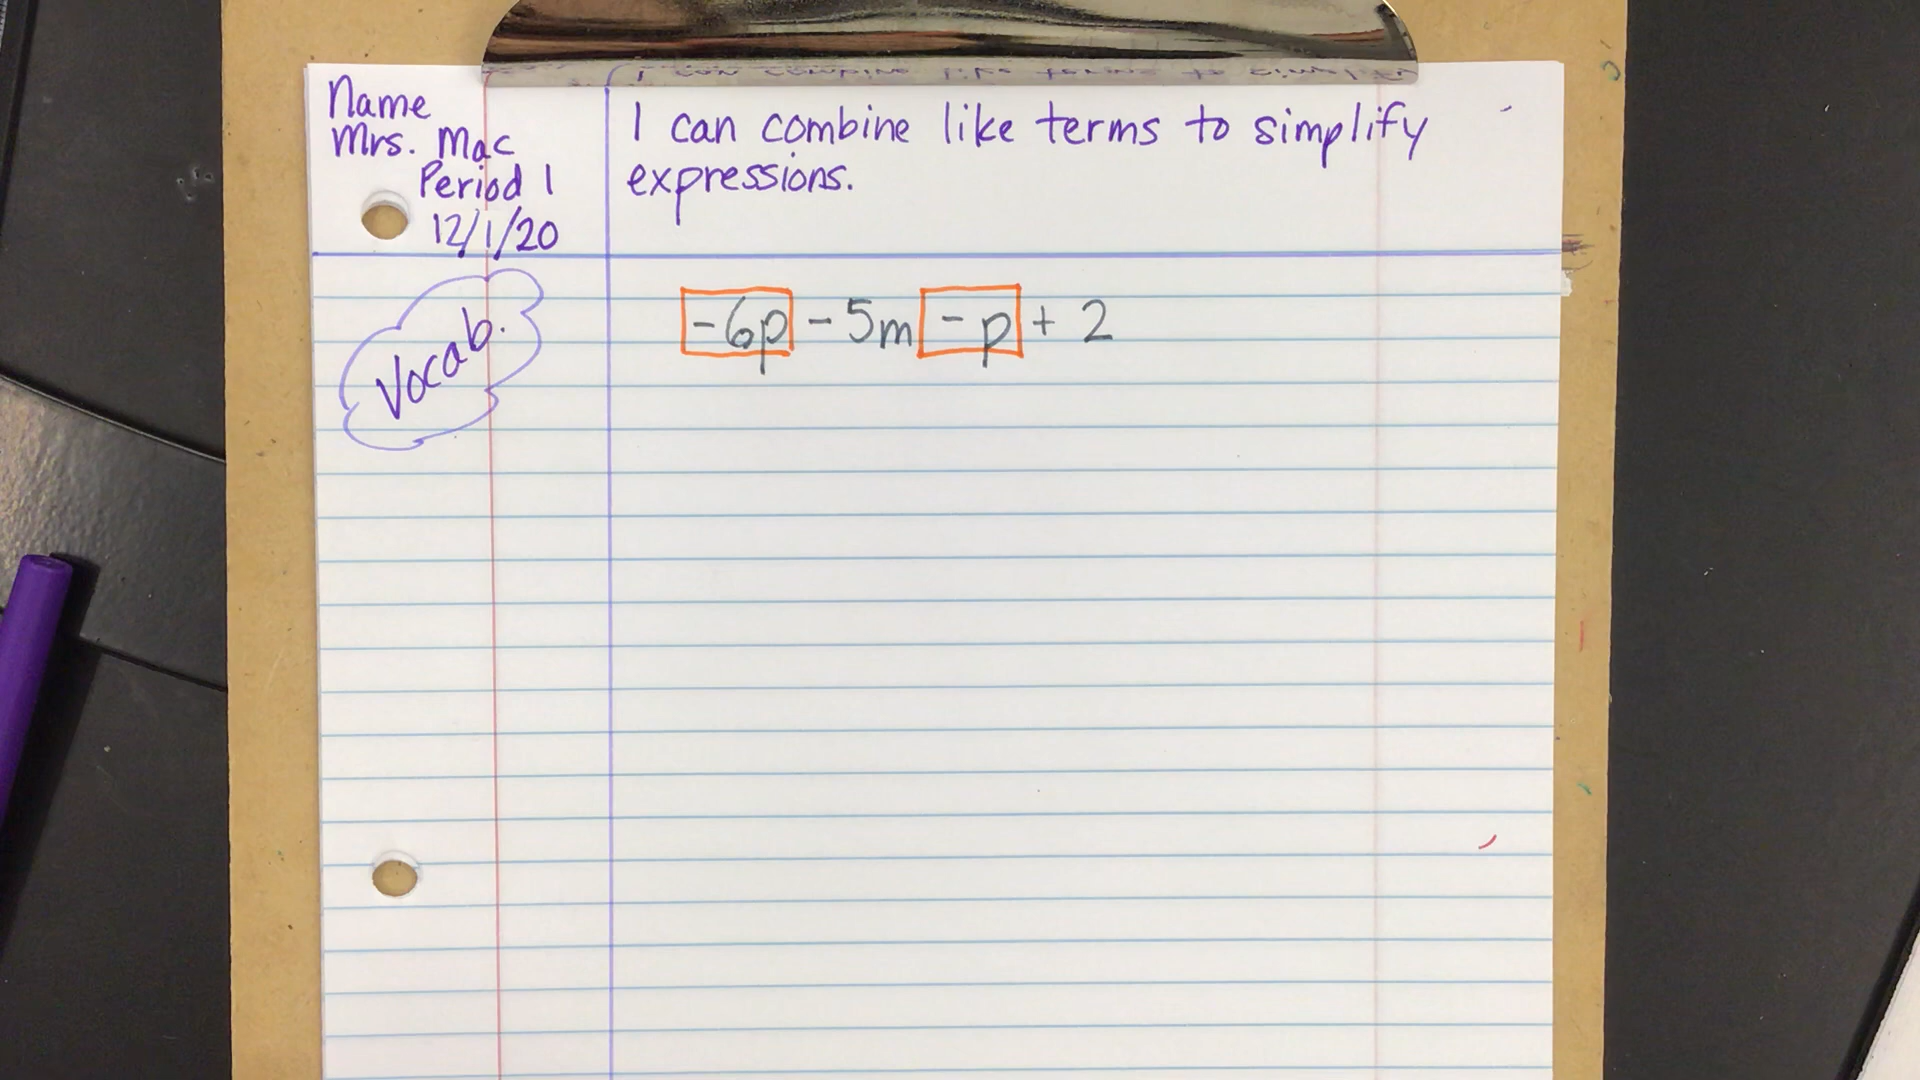 Name
Mrs. Mac
Period 1
12/1/20
I can combine like terms to simplify
expressions.
Vocab.
-6p - 5m - p + 2